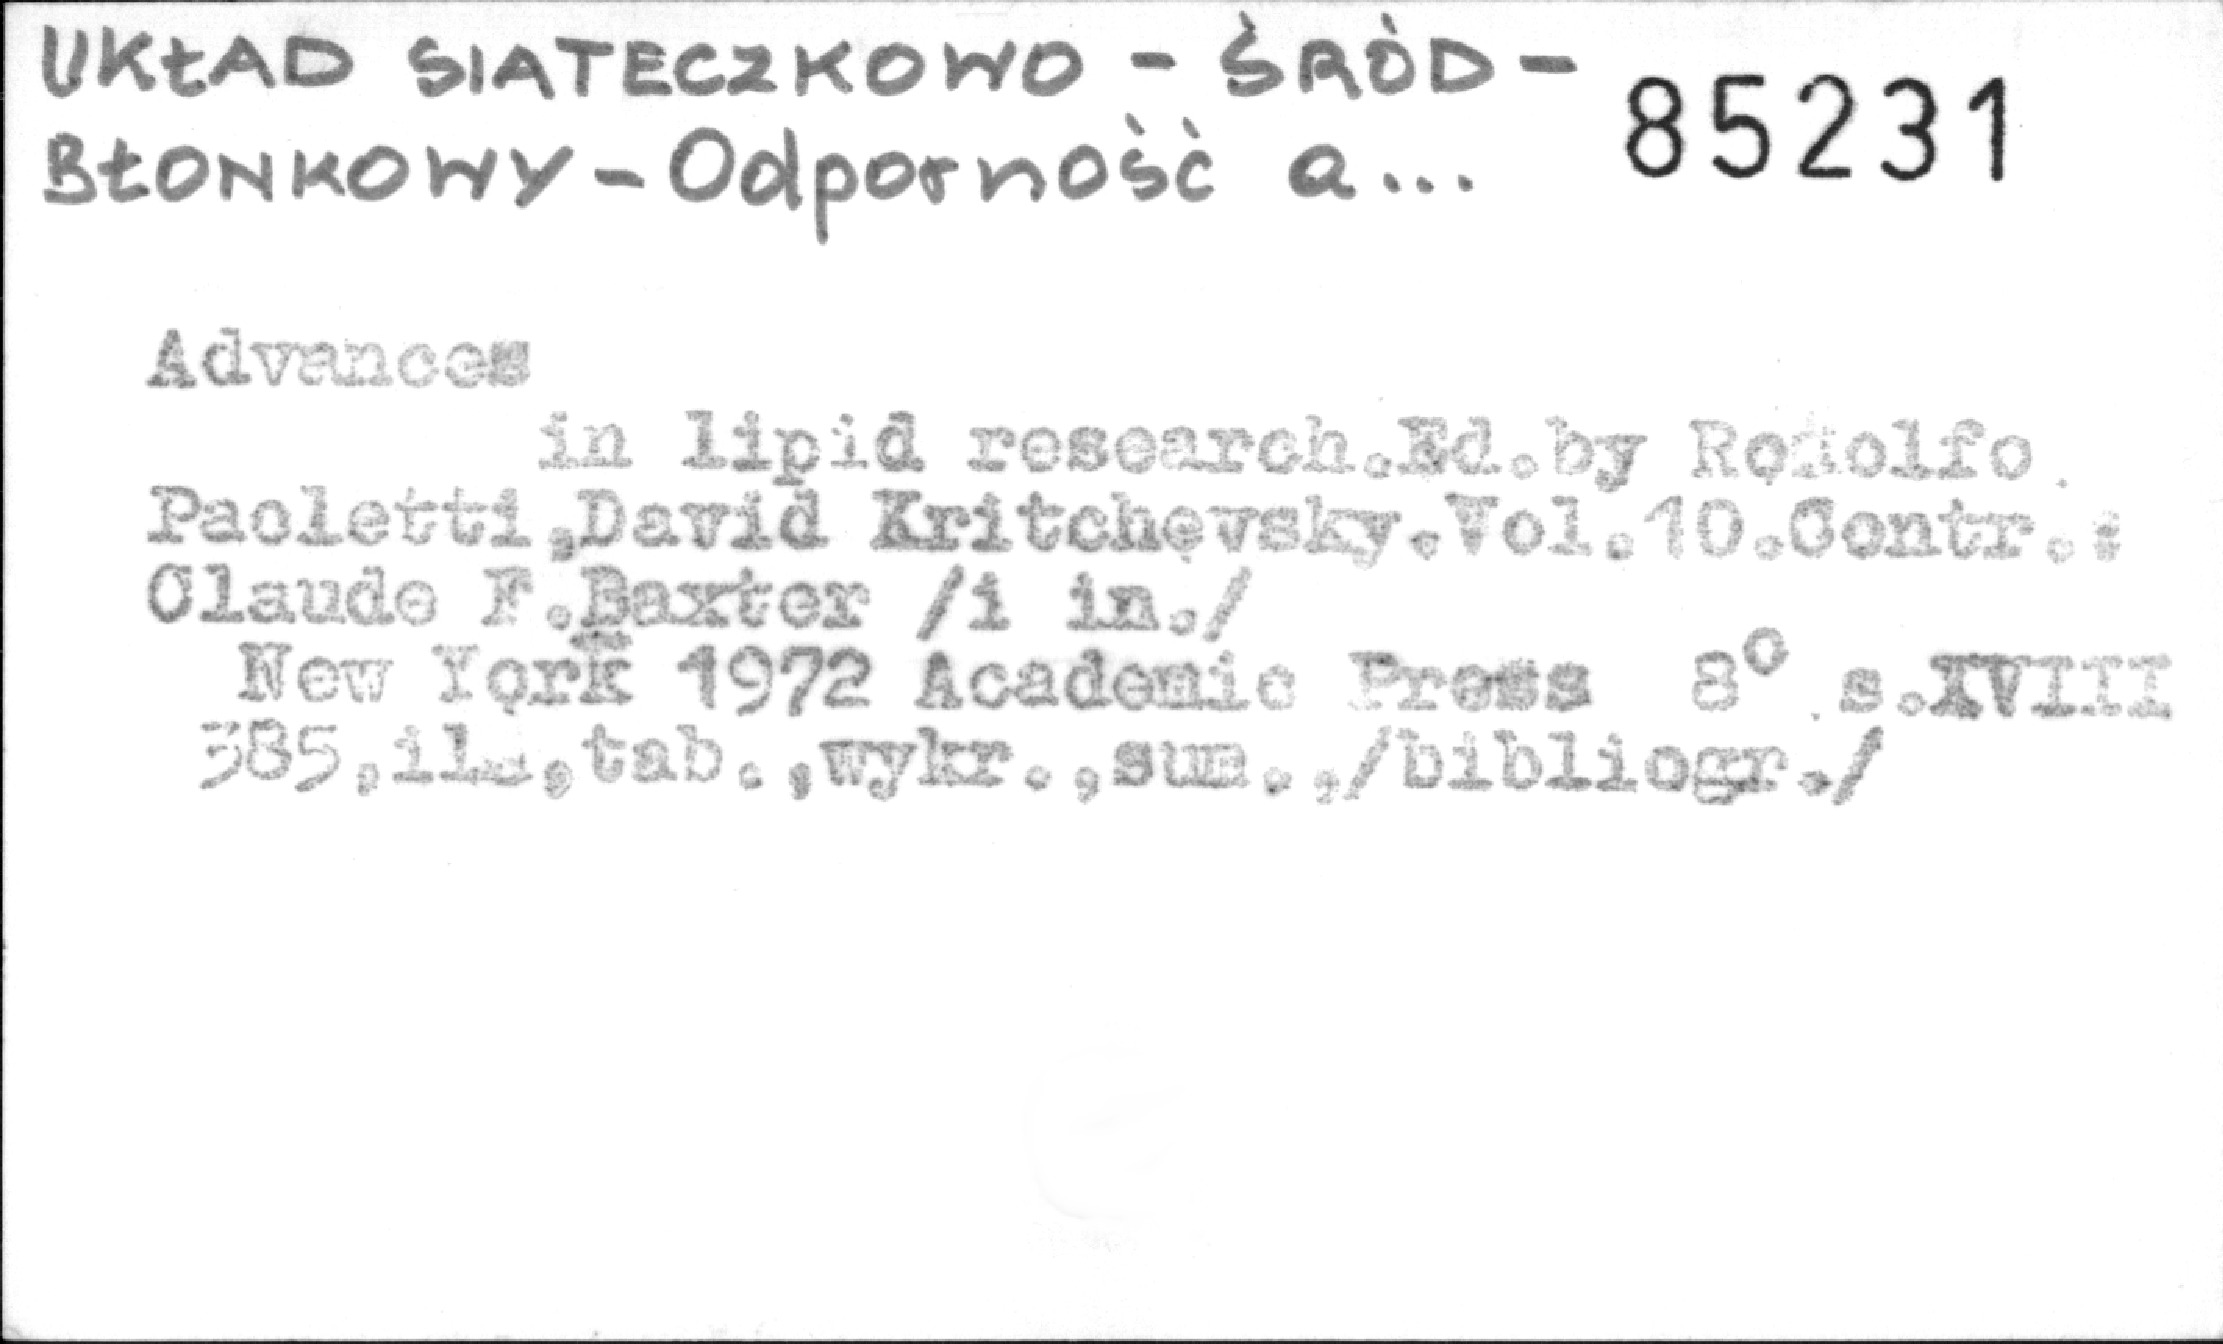 UKŁAD SIATECZKOWO - ŚRÓD - 85231
BŁONKOWY - Odporność a...
Advances
in lipid research.Ed.by Rodolfo
Paoletti,David Kritchevsky.Vol.10.Contr.:
Claude F.Baxter /i in./
New York 1972 Academic Press 8° s.XVIII
385,il.,tab.,wykr.,sum.,/bibliogr./